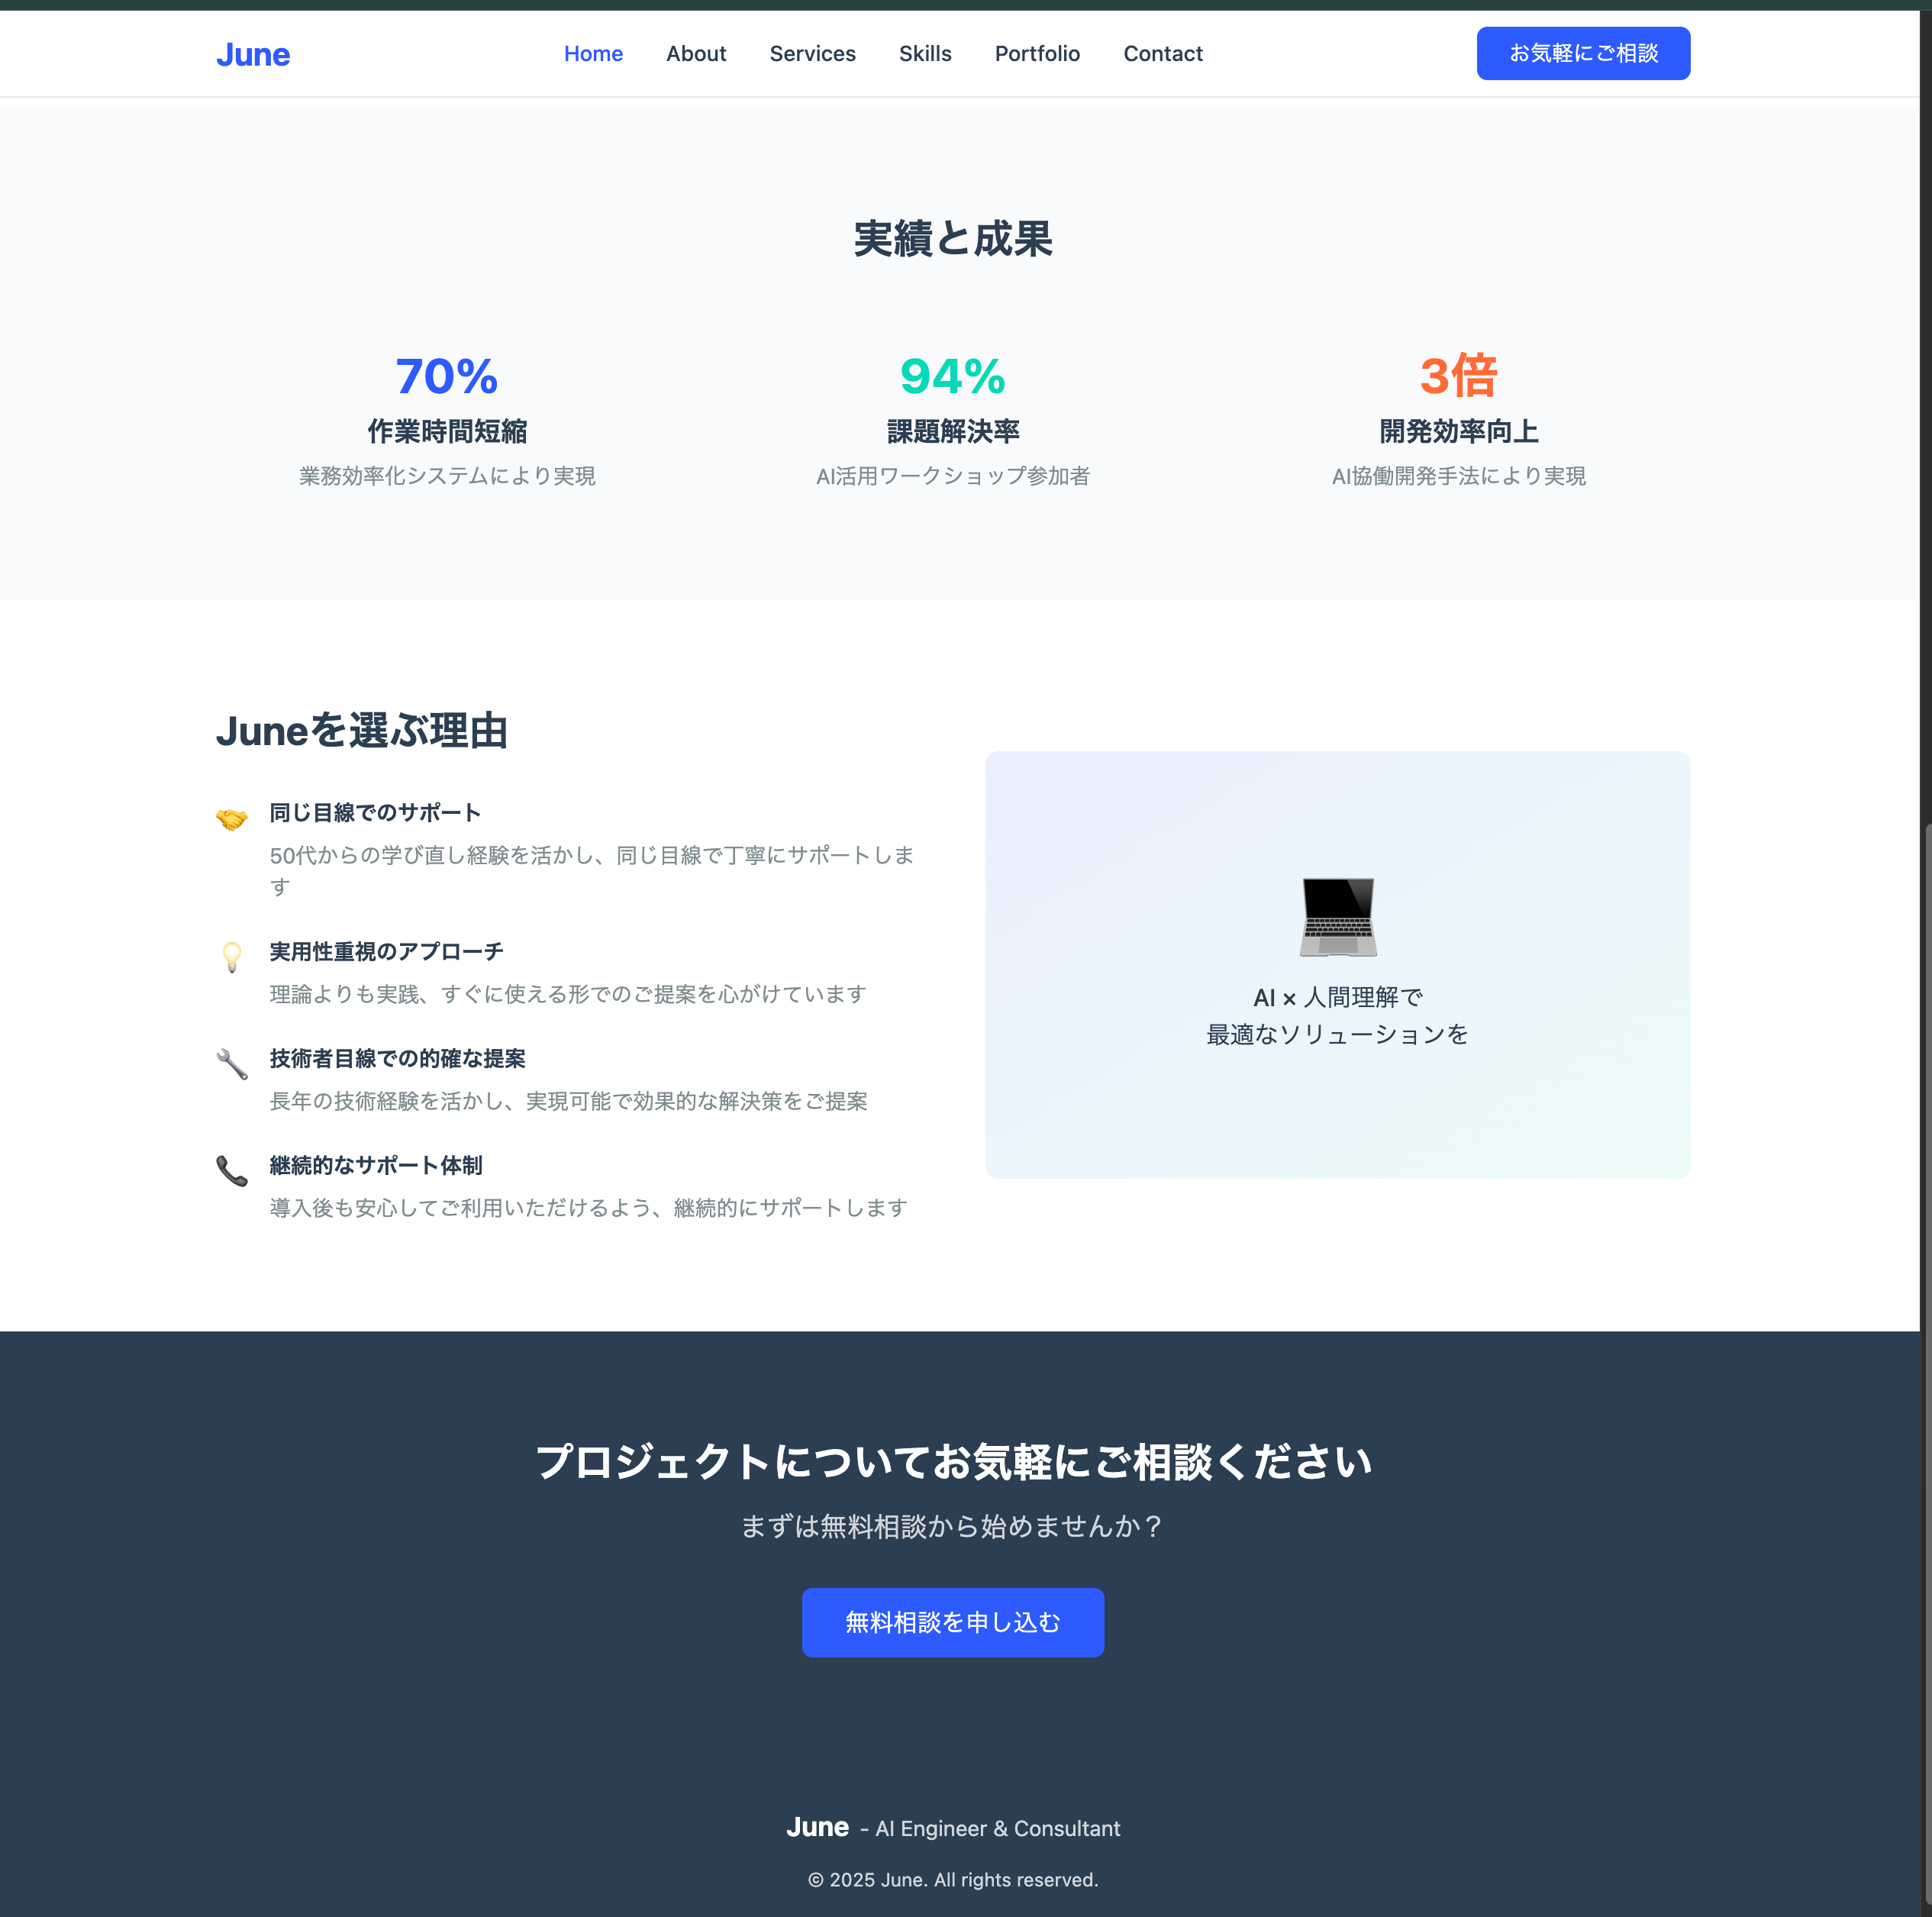 June
Home
About
Services
Skills
Portfolio
Contact
お気軽にご相談
実績と成果
70%
作業時間短縮
業務効率化システムにより実現
94%
課題解決率
AI活用ワークショップ参加者
3倍
開発効率向上
AI協働開発手法により実現
Juneを選ぶ理由
同じ目線でのサポート
50代からの学び直し経験を活かし、同じ目線で丁寧にサポートしま
す
実用性重視のアプローチ
理論よりも実践、すぐに使える形でのご提案を心がけています
技術者目線での的確な提案
長年の技術経験を活かし、実現可能で効果的な解決策をご提案
継続的なサポート体制
導入後も安心してご利用いただけるよう、継続的にサポートします
AI × 人間理解で
最適なソリューションを
プロジェクトについてお気軽にご相談ください
まずは無料相談から始めませんか？
無料相談を申し込む
June - AI Engineer & Consultant
© 2025 June. All rights reserved.